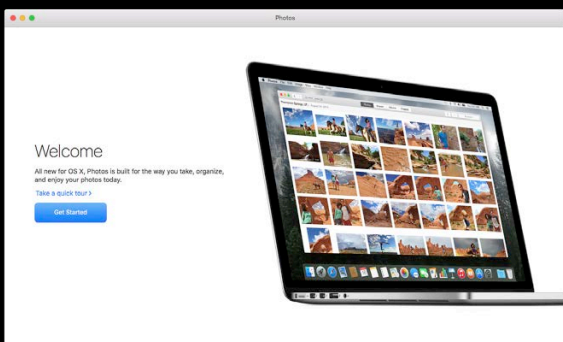 Photos
Welcome
All new for OS X, Photos is built for the way you take, organize,
and enjoy your photos today.
Take a quick tour >
Get Started